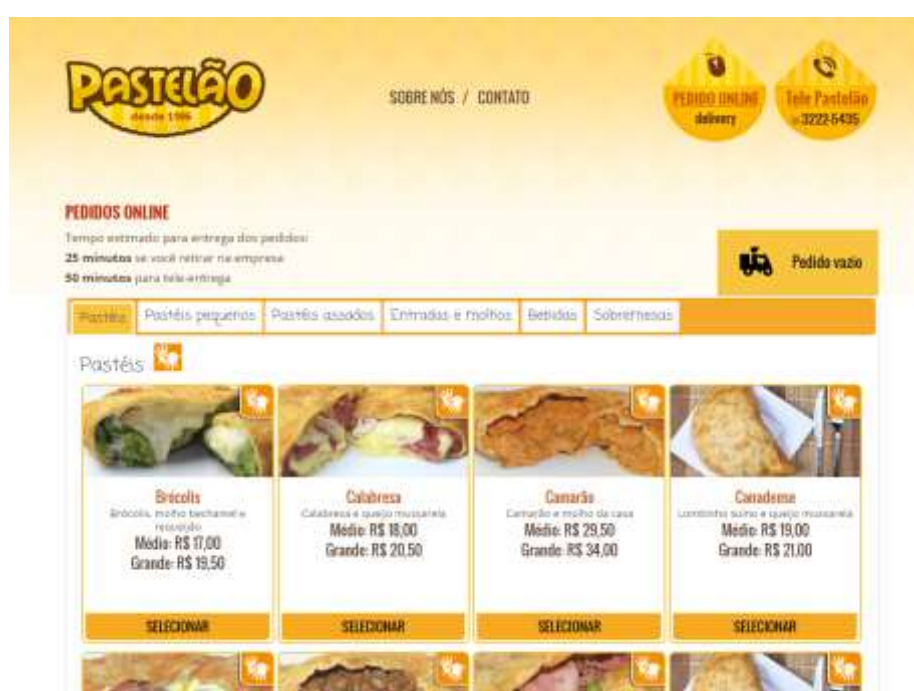 PASTELÃO
desde 1986
SOBRE NÓS / CONTATO
PEDIDO ONLINE
delivery
Tele Pastelão
3222-5435
PEDIDOS ONLINE
Tempo estimado para entrega dos pedidos:
25 minutos se você retirar na empresa
50 minutos para tele-entrega
Pedido vazio
Pastéis
Pastéis pequenos
Pastéis assados
Entradas e molhos
Bebidas
Sobremesas
Pastéis
Brócolis
Brócolis, molho bechamel e
requeijão
Médio: R$ 17,00
Grande: R$ 19,50
SELECIONAR
Calabresa
Calabresa e queijo mussarela
Médio: R$ 18,00
Grande: R$ 20,50
SELECIONAR
Camarão
Camarão e molho da casa
Médio: R$ 29,50
Grande: R$ 34,00
SELECIONAR
Canadense
Lombinho suíno e queijo mussarela
Médio: R$ 19,00
Grande: R$ 21,00
SELECIONAR